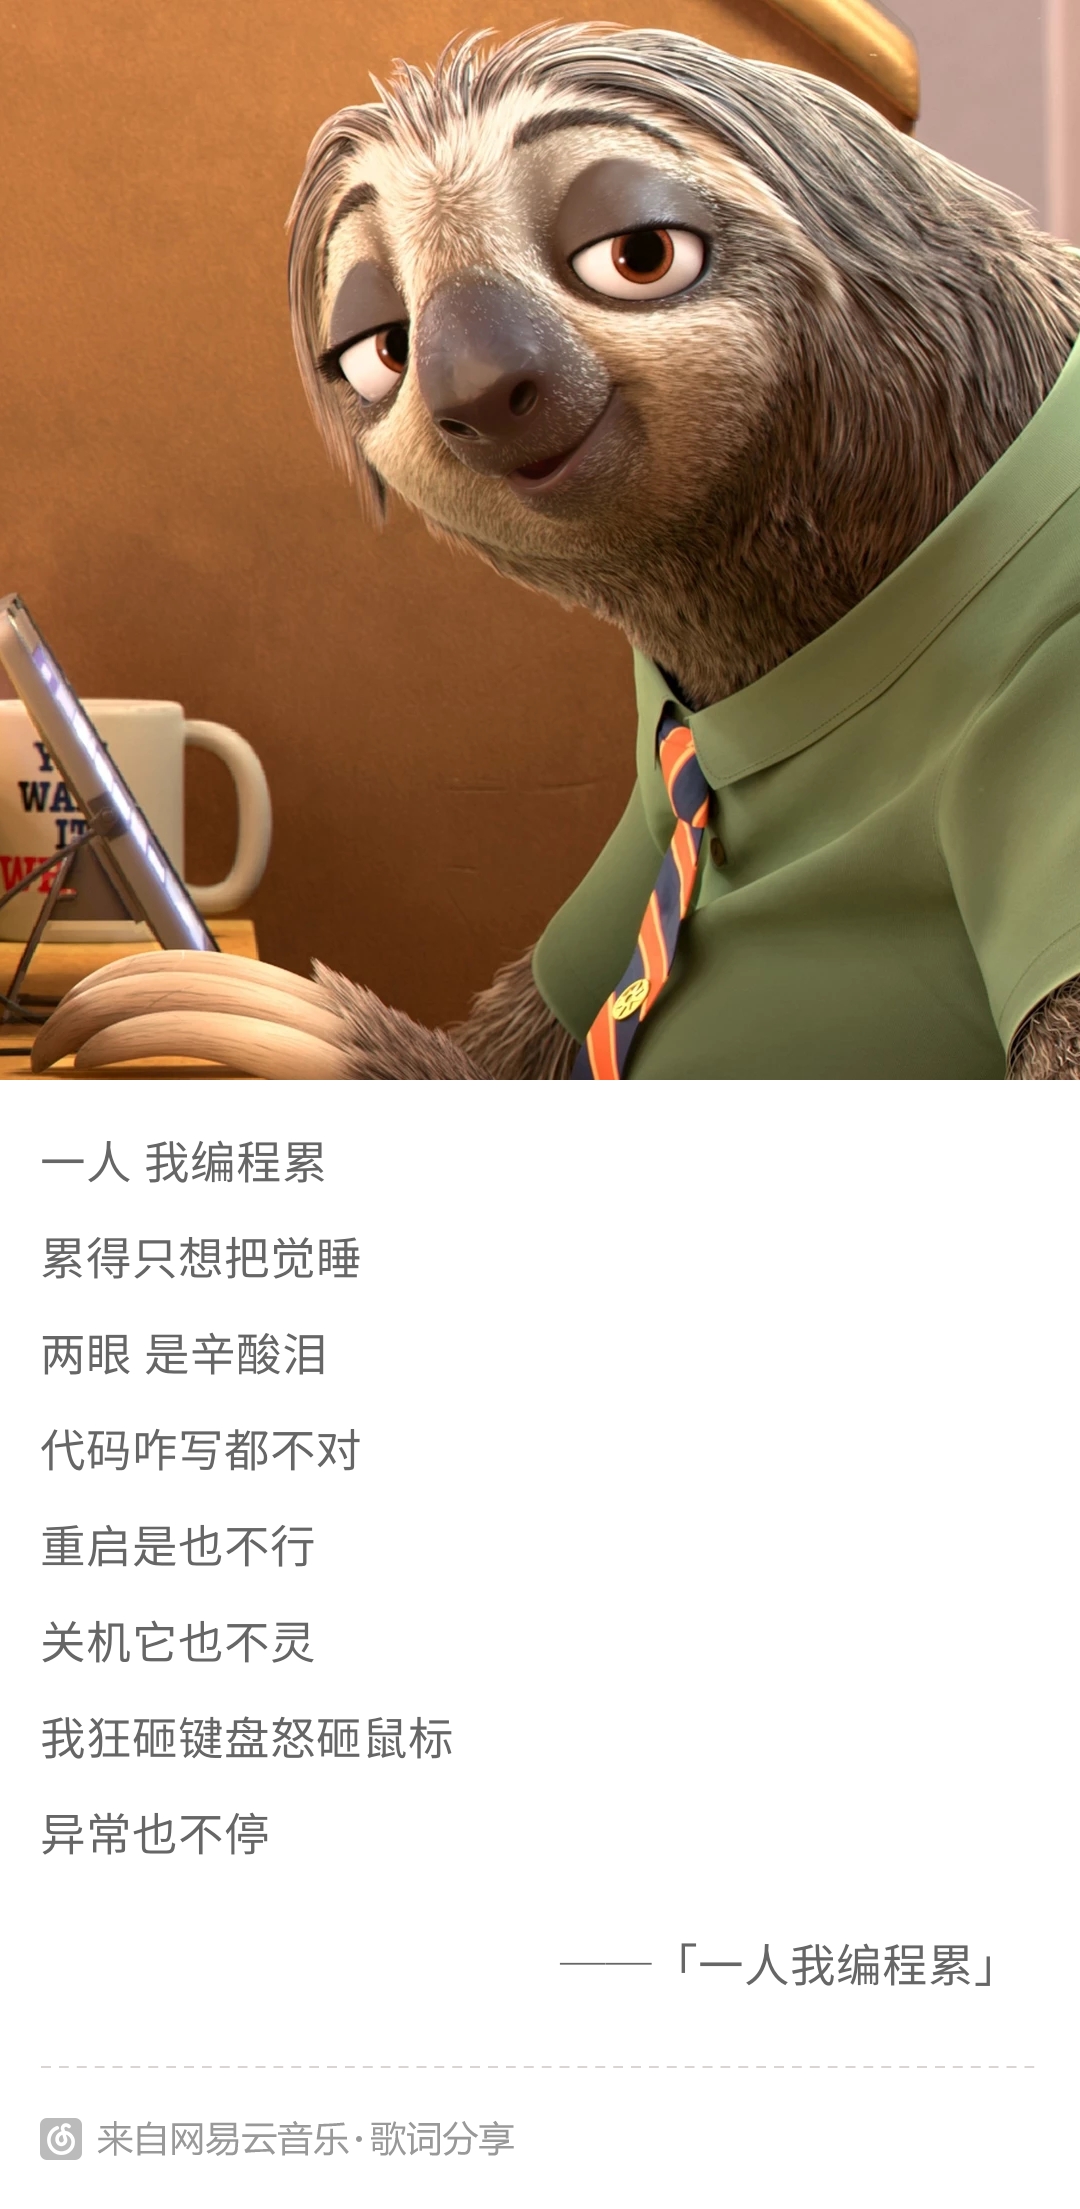 WA
IT
一人 我编程累
累得只想把觉睡
两眼 是辛酸泪
代码咋写都不对
重启是也不行
关机它也不灵
我狂砸键盘怒砸鼠标
异常也不停
——「一人我编程累」
来自网易云音乐·歌词分享